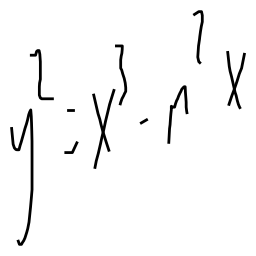 y² = x³ - n² x